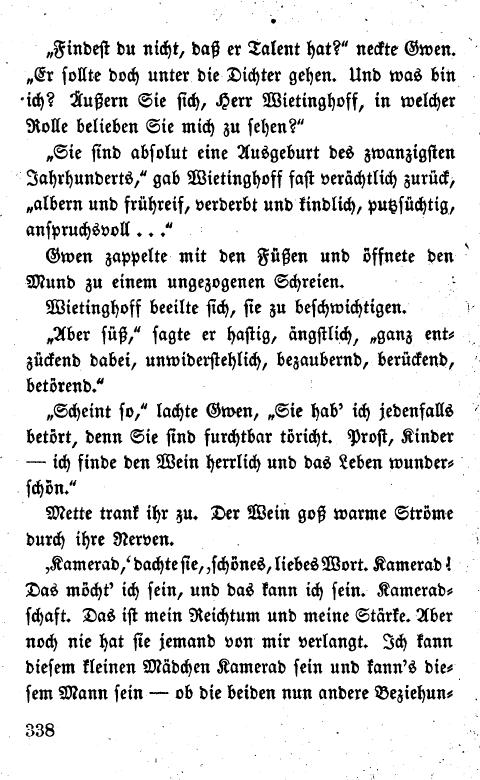 „Findest du nicht, daß er Talent hat?“ neckte Gwen.
„Er sollte doch unter die Dichter gehen. Und was bin
ich? Äußern Sie sich, Herr Wietinghoff, in welcher
Rolle belieben Sie mich zu sehen?“
„Sie sind absolut eine Ausgeburt des zwanzigsten
Jahrhunderts,“ gab Wietinghoff fast verächtlich zurück,
„albern und frühreif, verderbt und kindlich, putzsüchtig,
anspruchsvoll . . .“
Gwen zappelte mit den Füßen und öffnete den
Mund zu einem ungezogenen Schreien.
Wietinghoff beeilte sich, sie zu beschwichtigen.
„Aber süß,“ sagte er hastig, ängstlich, „ganz ent-
zückend dabei, unwiderstehlich, bezaubernd, berückend,
betörend.“
„Scheint so,“ lachte Gwen, „Sie hab’ ich jedenfalls
betört, denn Sie sind furchtbar töricht. Prost, Kinder
— ich finde den Wein herrlich und das Leben wunder-
schön.“
Mette trank ihr zu. Der Wein goß warme Ströme
durch ihre Nerven.
‚Kamerad,‘ dachte sie, ‚schönes, liebes Wort. Kamerad!
Das möcht’ ich sein, und das kann ich sein. Kamerad-
schaft. Das ist mein Reichtum und meine Stärke. Aber
noch nie hat sie jemand von mir verlangt. Ich kann
diesem kleinen Mädchen Kamerad sein und kann’s die-
sem Mann sein — ob die beiden nun andere Beziehun-
338